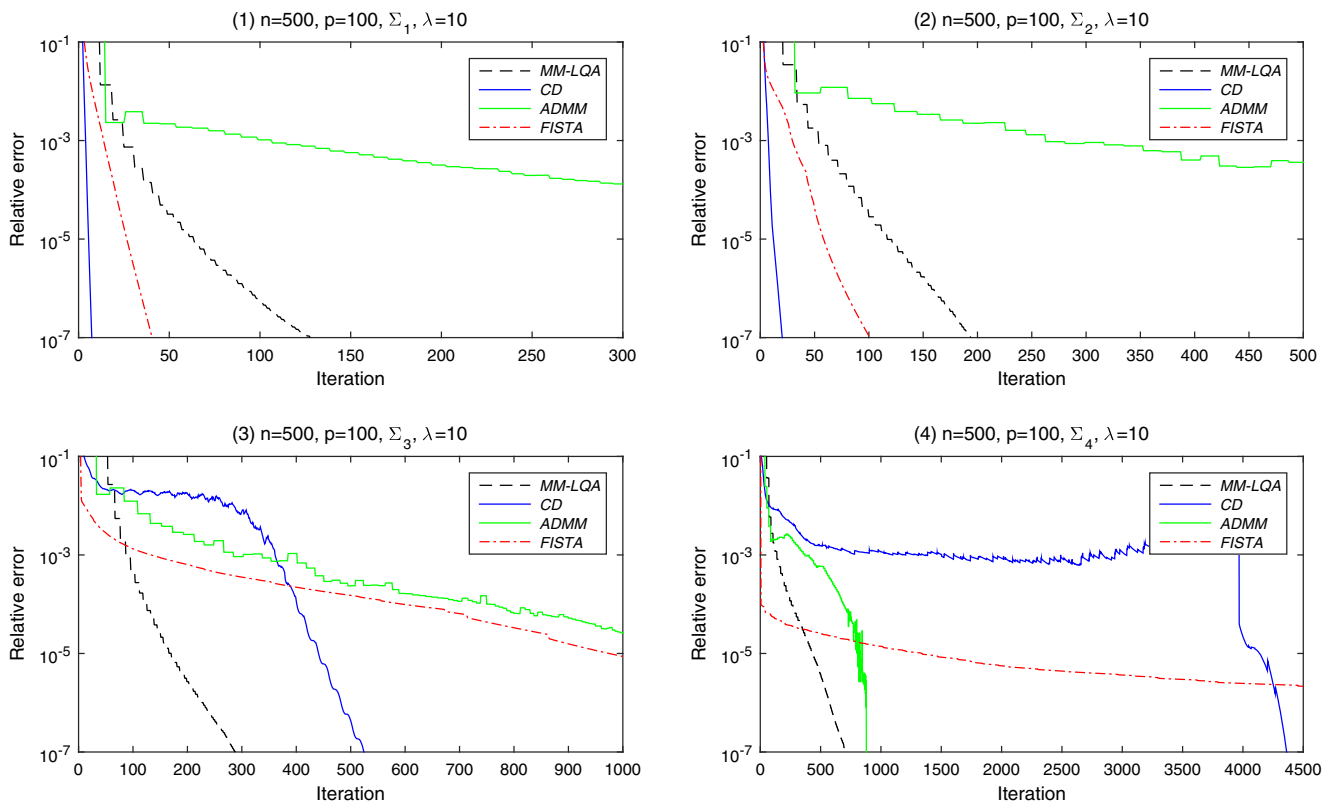 (1) n=500, p=100, Σ₁, λ=10
10⁻¹
10⁻³
10⁻⁵
10⁻⁷
Relative error
0 50 100 150 200 250 300
Iteration
MM-LQA
CD
ADMM
FISTA
(2) n=500, p=100, Σ₂, λ=10
10⁻¹
10⁻³
10⁻⁵
10⁻⁷
Relative error
0 50 100 150 200 250 300 350 400 450 500
Iteration
MM-LQA
CD
ADMM
FISTA
(3) n=500, p=100, Σ₃, λ=10
10⁻¹
10⁻³
10⁻⁵
10⁻⁷
Relative error
0 100 200 300 400 500 600 700 800 900 1000
Iteration
MM-LQA
CD
ADMM
FISTA
(4) n=500, p=100, Σ₄, λ=10
10⁻¹
10⁻³
10⁻⁵
10⁻⁷
Relative error
0 500 1000 1500 2000 2500 3000 3500 4000 4500
Iteration
MM-LQA
CD
ADMM
FISTA